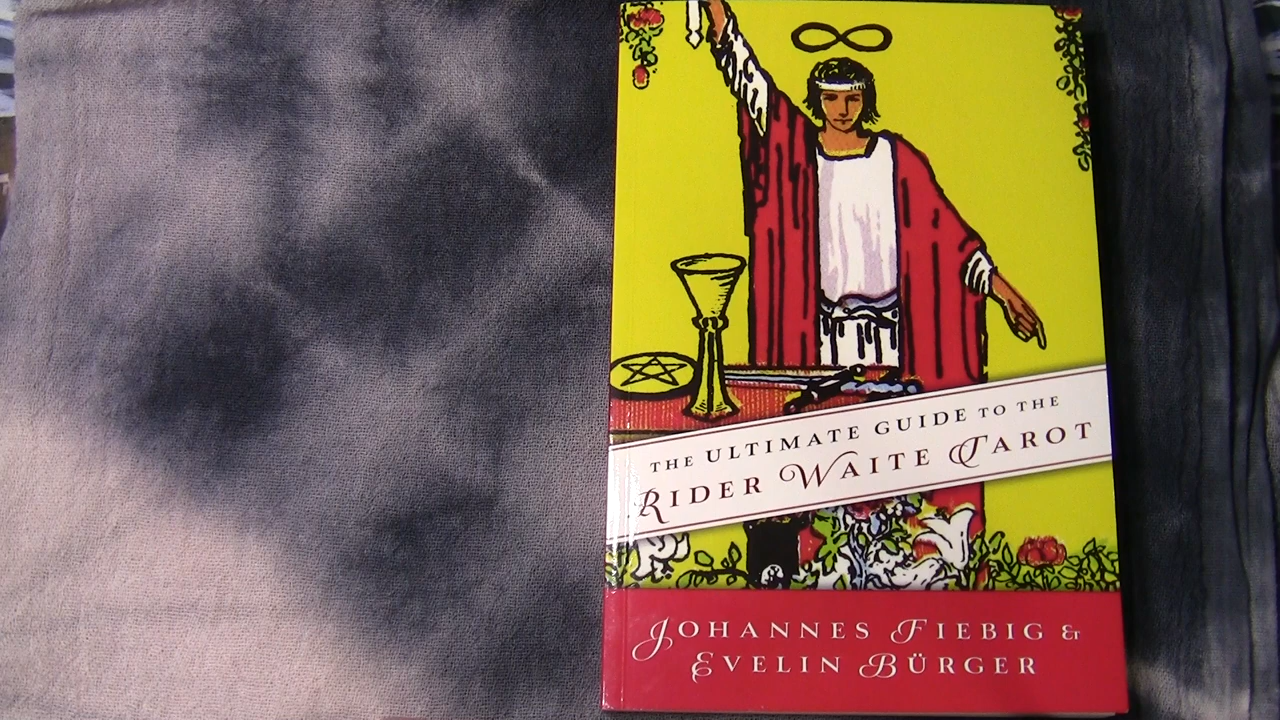 THE ULTIMATE GUIDE TO THE
RIDER WAITE TAROT
JOHANNES FIEBIG &
EVELIN BÜRGER